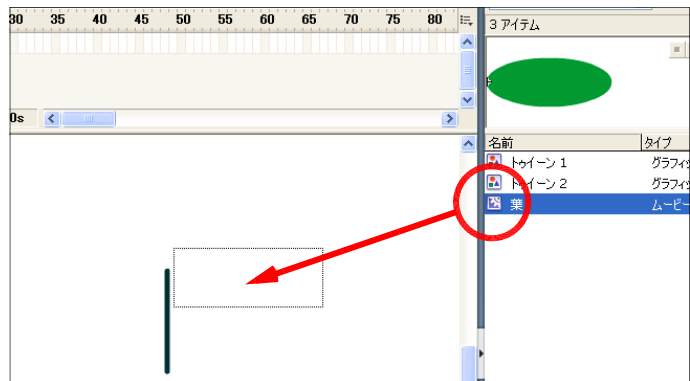 30 35 40 45 50 55 60 65 70 75 80
3 アイテム
0s
名前 タイプ
トゥイーン 1 グラフィッ
トゥイーン 2 グラフィッ
葉 ムービー